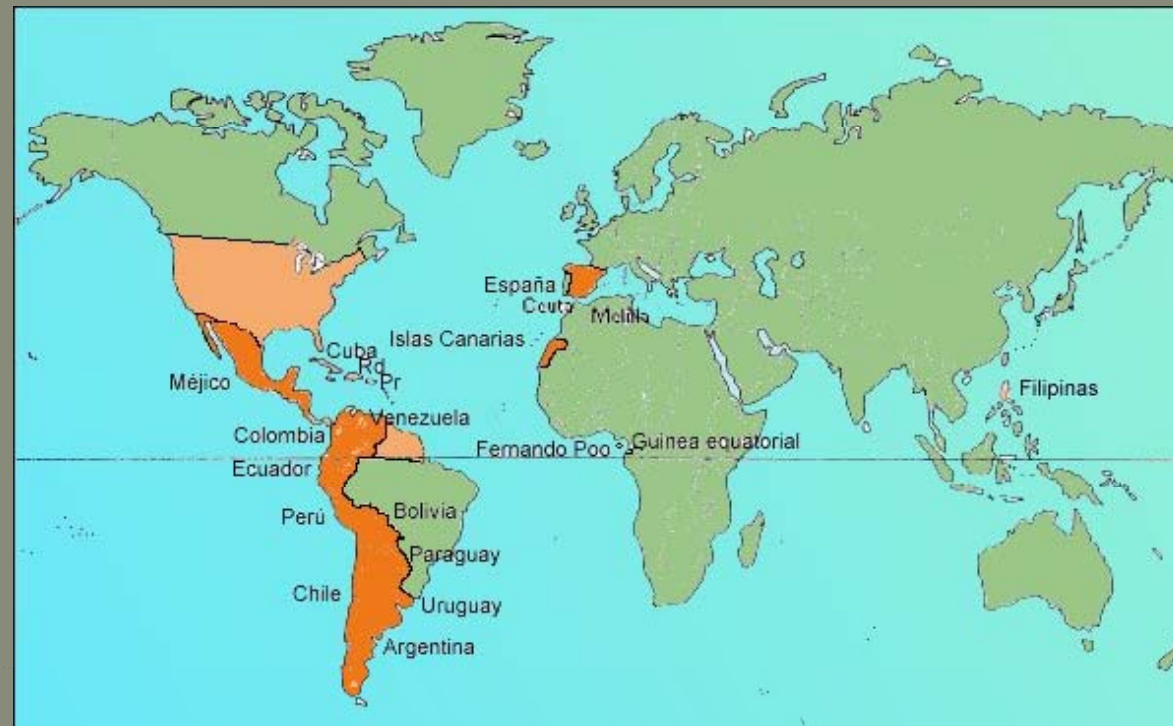 España
Ceuta
Melilla
Islas Canarias
Cuba
Rd
Pr
Méjico
Filipinas
Venezuela
Colombia
Fernando Poo
Guinea equatorial
Ecuador
Perú
Bolivia
Paraguay
Chile
Uruguay
Argentina